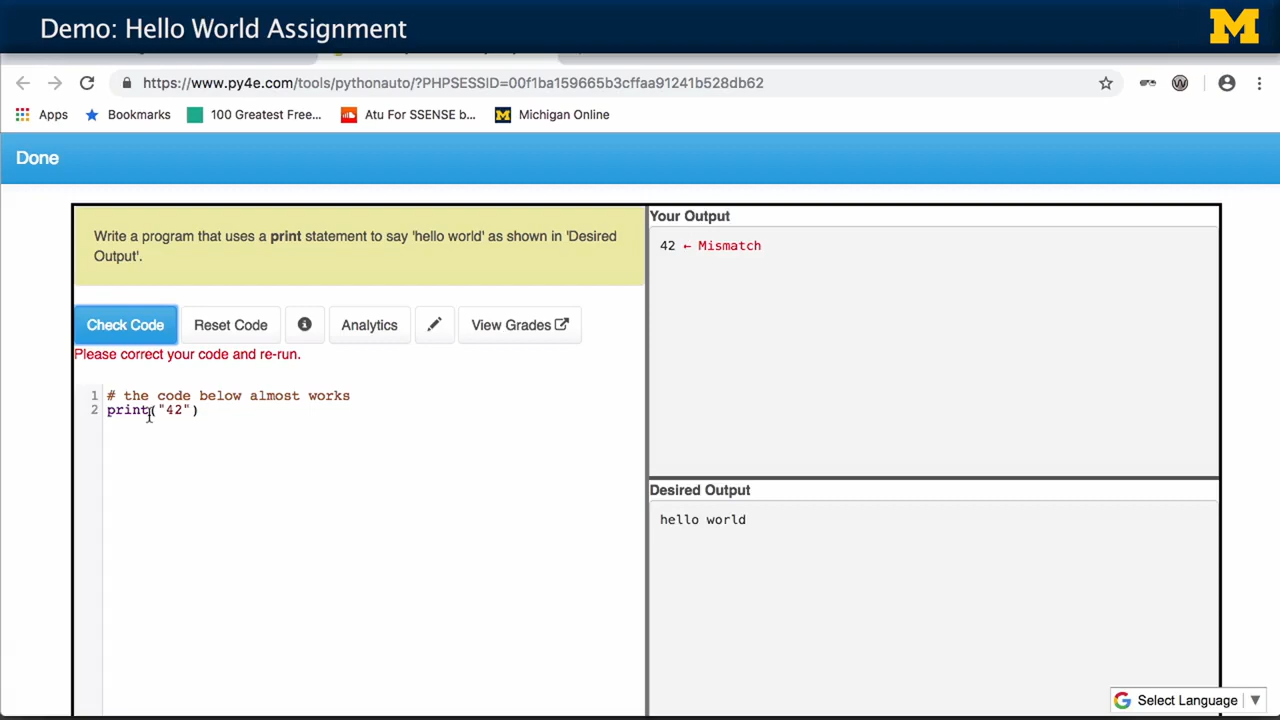 Demo: Hello World Assignment
M
https://www.py4e.com/tools/pythonauto/?PHPSESSID=00f1ba159665b3cffaa91241b528db62
Apps Bookmarks 100 Greatest Free... Atu For SSENSE b... Michigan Online
Done
Write a program that uses a print statement to say 'hello world' as shown in 'Desired
Output'.
Check Code Reset Code Analytics View Grades
Please correct your code and re-run.
1 # the code below almost works
2 print("42")
Your Output
42 ← Mismatch
Desired Output
hello world
G Select Language ▼